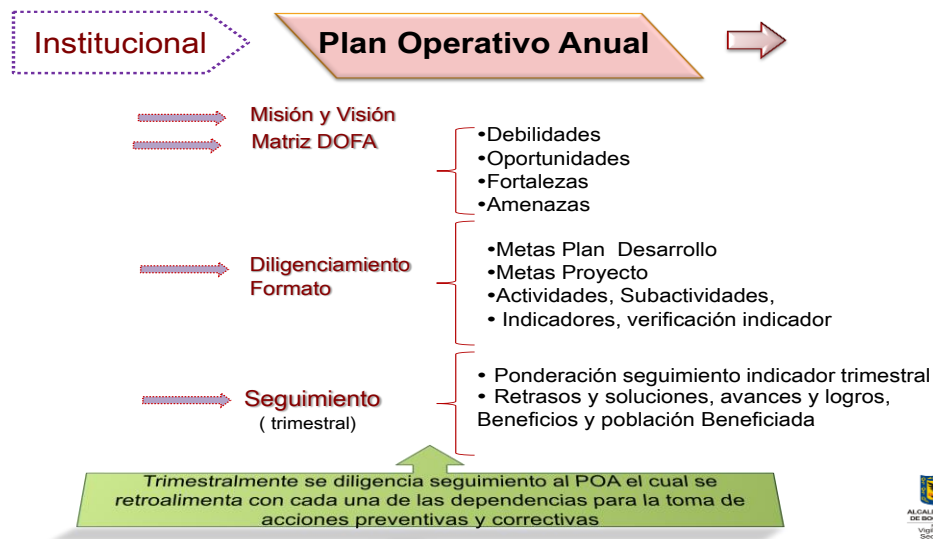 Institucional
Plan Operativo Anual
Misión y Visión
Matriz DOFA
•Debilidades
•Oportunidades
•Fortalezas
•Amenazas
Diligenciamiento
Formato
•Metas Plan Desarrollo
•Metas Proyecto
•Actividades, Subactividades,
• Indicadores, verificación indicador
Seguimiento
( trimestral)
• Ponderación seguimiento indicador trimestral
• Retrasos y soluciones, avances y logros,
Beneficios y población Beneficiada
Trimestralmente se diligencia seguimiento al POA el cual se
retroalimenta con cada una de las dependencias para la toma de
acciones preventivas y correctivas